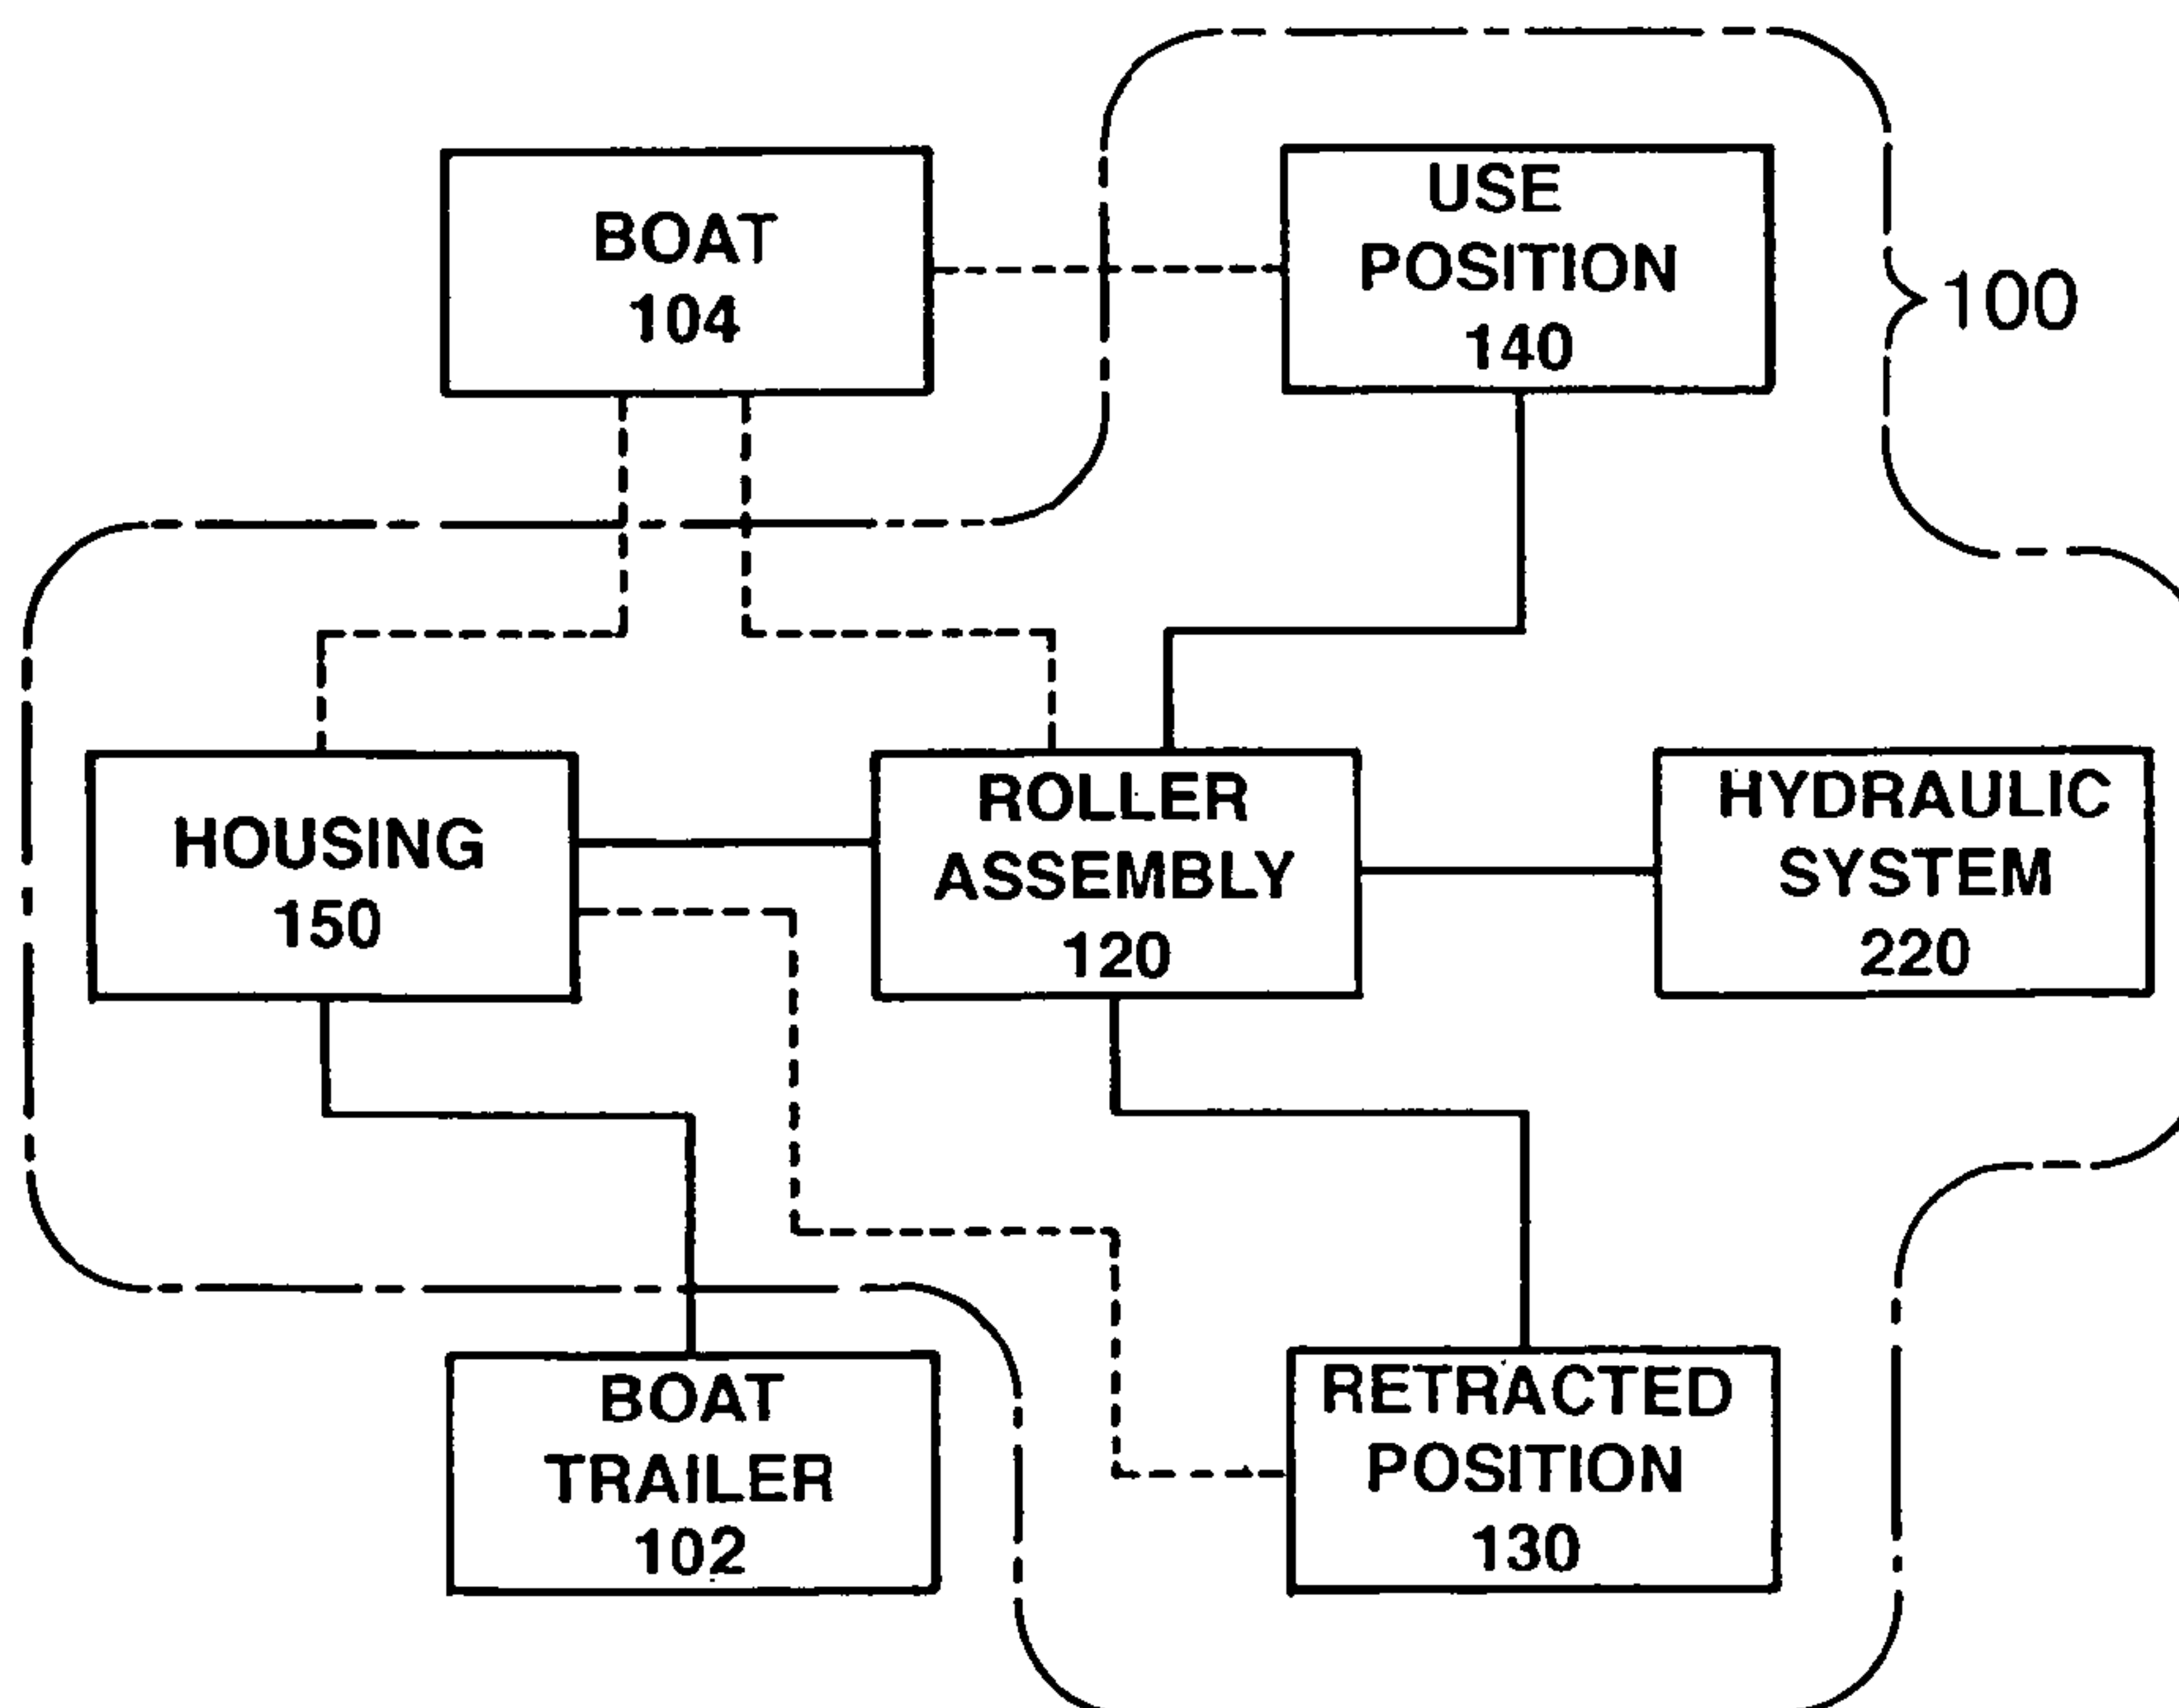 BOAT
104
USE
POSITION
140
100
HOUSING
150
ROLLER
ASSEMBLY
120
HYDRAULIC
SYSTEM
220
BOAT
TRAILER
102
RETRACTED
POSITION
130